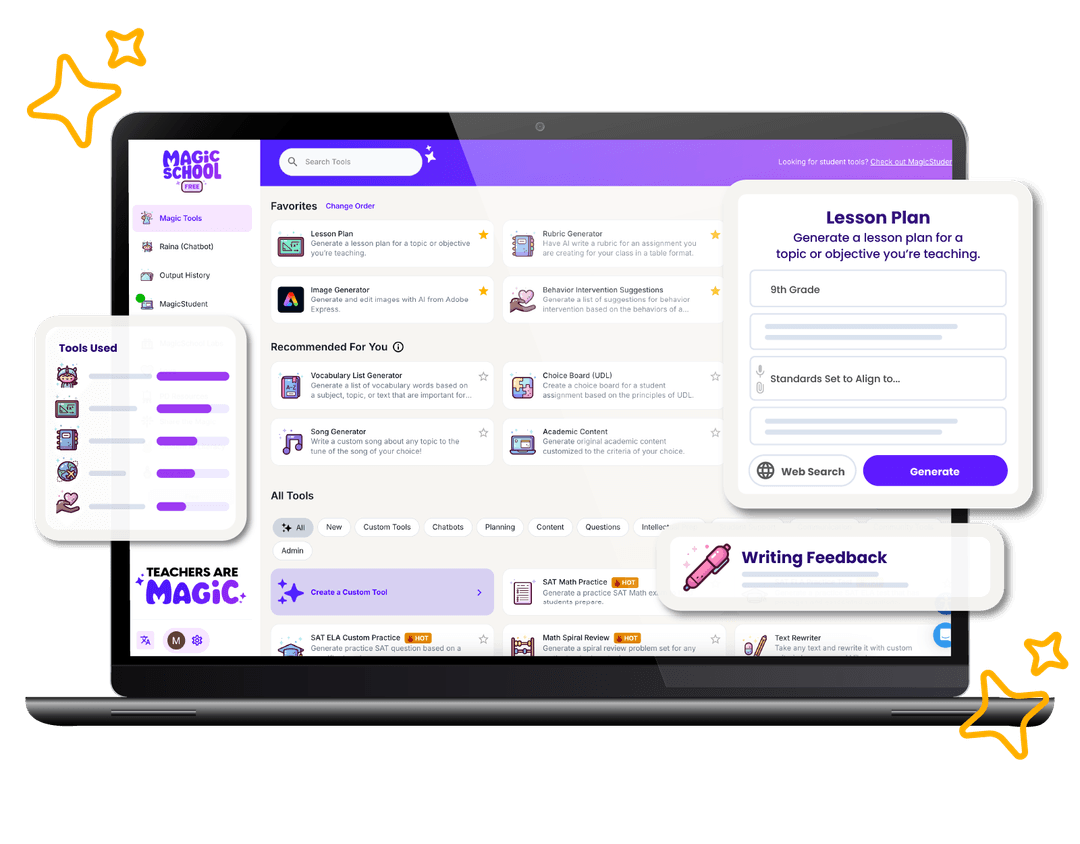 MAGIC
SCHOOL
FREE
Search Tools
Looking for student tools? Check out MagicStuden
Magic Tools
Raina (Chatbot)
Output History
MagicStudent
Favorites Change Order
Lesson Plan
Generate a lesson plan for a topic or objective
you're teaching.
Rubric Generator
Have AI write a rubric for an assignment you
are creating for your class in a table format.
Image Generator
Generate and edit images with AI from Adobe
Express.
Behavior Intervention Suggestions
Generate a list of suggestions for behavior
intervention based on the behaviors of a...
Recommended For You
Vocabulary List Generator
Generate a list of vocabulary words based on
a subject, topic, or text that are important for...
Choice Board (UDL)
Create a choice board for a student
assignment based on the principles of UDL.
Song Generator
Write a custom song about any topic to the
tune of the song of your choice!
Academic Content
Generate original academic content
customized to the criteria of your choice.
All Tools
All New Custom Tools Chatbots Planning Content Questions Intellec
Admin
Create a Custom Tool
SAT Math Practice HOT
Generate a practice SAT Math ex
students prepare.
SAT ELA Custom Practice HOT
Generate practice SAT question based on a
Math Spiral Review HOT
Generate a spiral review problem set for any
Text Rewriter
Take any text and rewrite it with custom
Tools Used
TEACHERS ARE
MAGIC
M
Lesson Plan
Generate a lesson plan for a
topic or objective you're teaching.
9th Grade
Standards Set to Align to...
Web Search
Generate
Writing Feedback